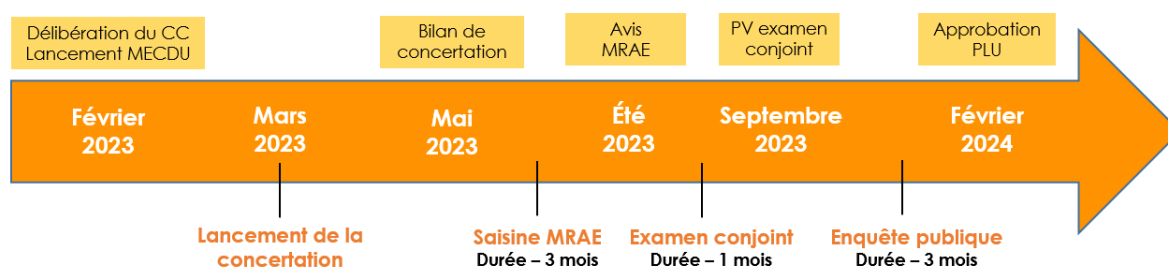 Délibération du CC
Lancement MECDU
Bilan de
concertation
Avis
MRAE
PV examen
conjoint
Approbation
PLU
Février
2023
Mars
2023
Mai
2023
Été
2023
Septembre
2023
Février
2024
Lancement de la
concertation
Saisine MRAE
Durée – 3 mois
Examen conjoint
Durée – 1 mois
Enquête publique
Durée – 3 mois